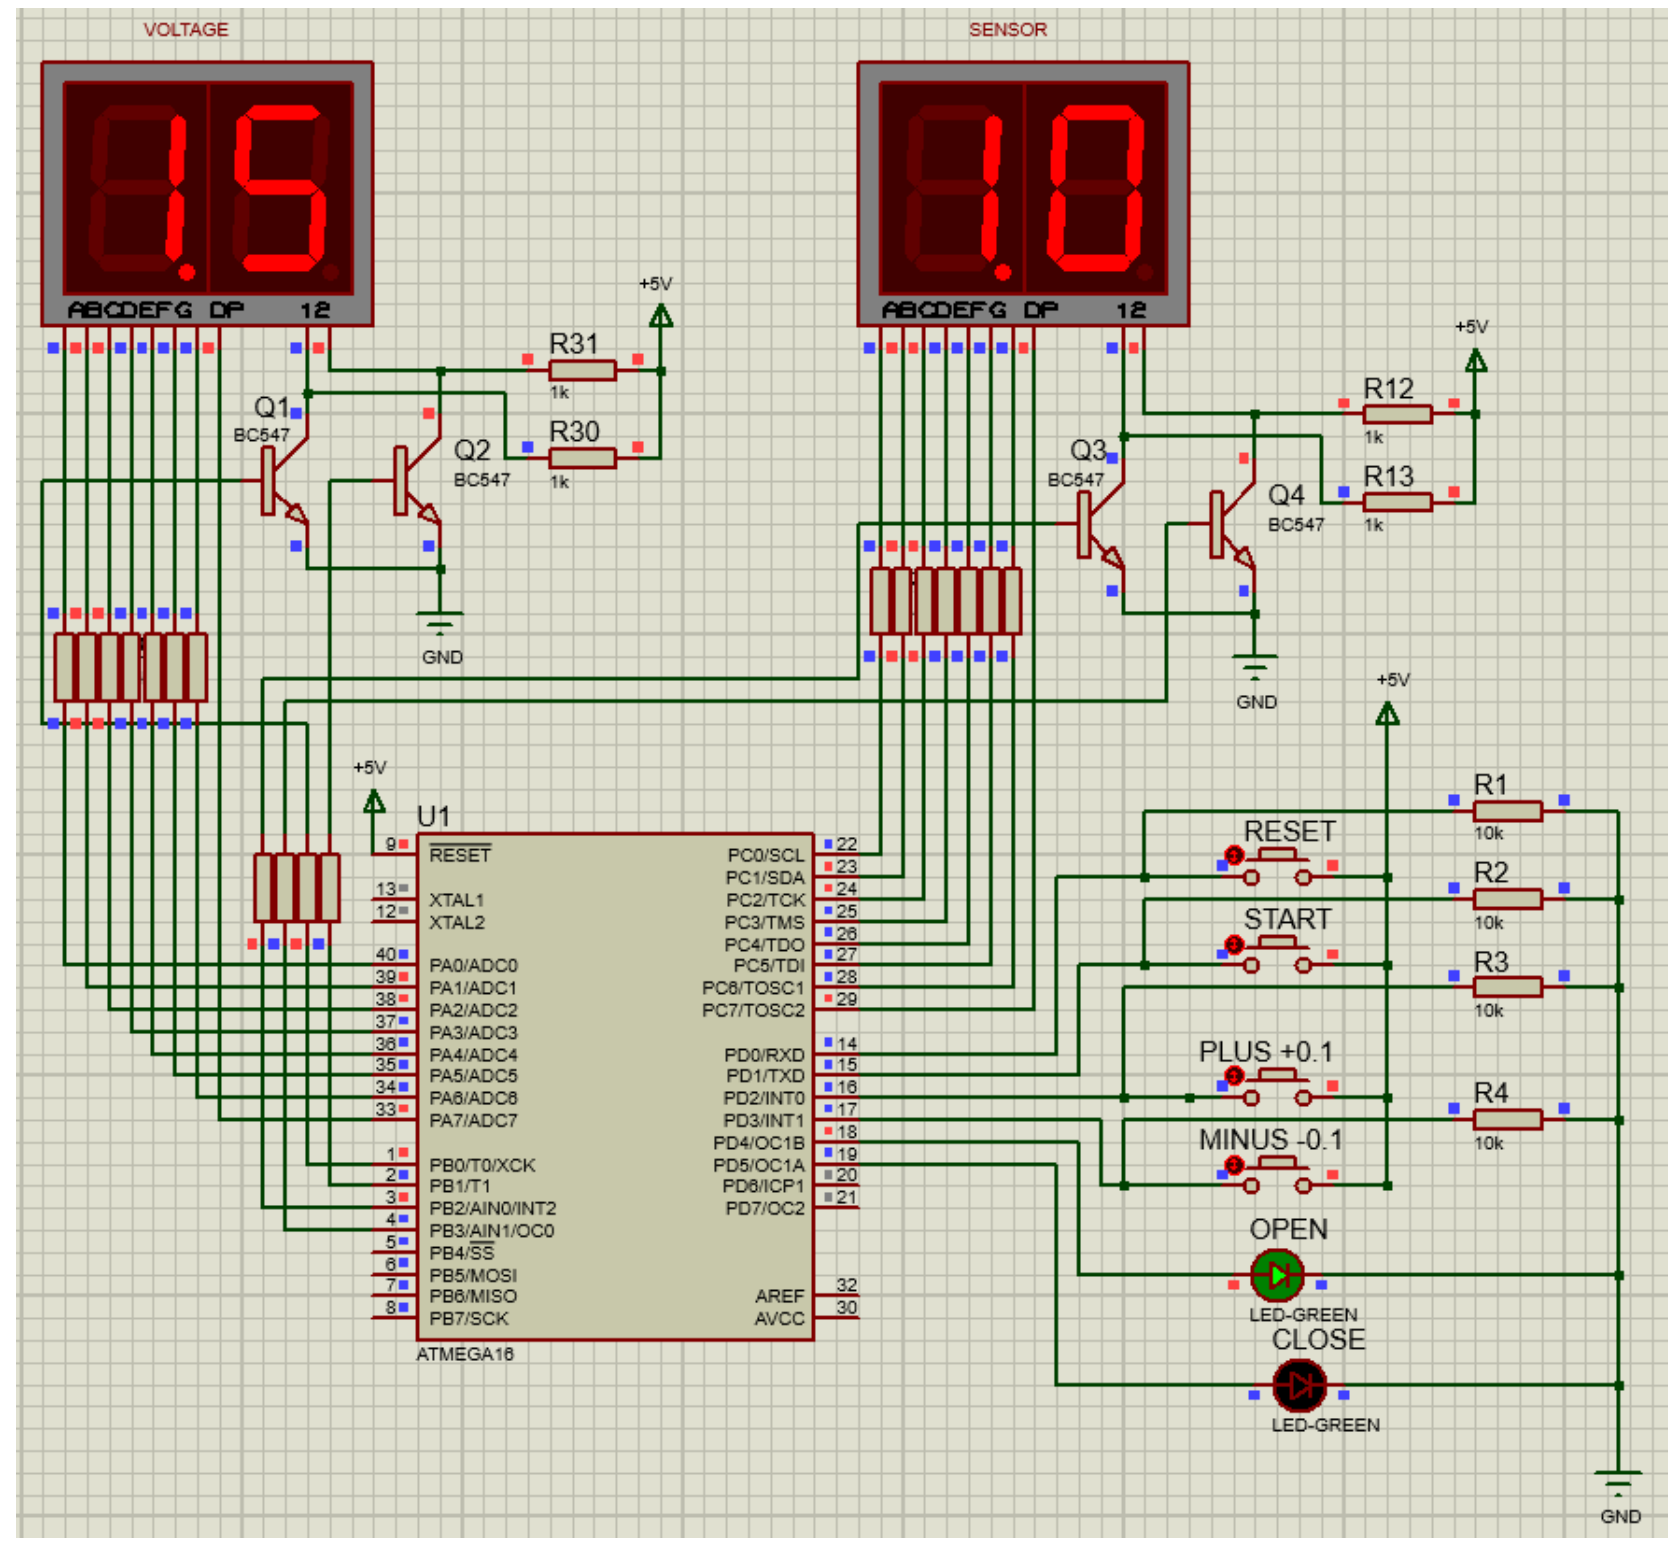 VOLTAGE
SENSOR
1.5
1.0
ABCDEFG DP 12
ABCDEFG DP 12
+5V
R31
1k
R30
1k
Q1
BC547
Q2
BC547
GND
+5V
R12
1k
R13
1k
Q3
BC547
Q4
BC547
GND
+5V
+5V
U1
9 RESET
13 XTAL1
12 XTAL2
40 PA0/ADC0
39 PA1/ADC1
38 PA2/ADC2
37 PA3/ADC3
36 PA4/ADC4
35 PA5/ADC5
34 PA6/ADC6
33 PA7/ADC7
1 PB0/T0/XCK
2 PB1/T1
3 PB2/AIN0/INT2
4 PB3/AIN1/OC0
5 PB4/SS
6 PB5/MOSI
7 PB6/MISO
8 PB7/SCK
PC0/SCL 22
PC1/SDA 23
PC2/TCK 24
PC3/TMS 25
PC4/TDO 26
PC5/TDI 27
PC6/TOSC1 28
PC7/TOSC2 29
PD0/RXD 14
PD1/TXD 15
PD2/INT0 16
PD3/INT1 17
PD4/OC1B 18
PD5/OC1A 19
PD6/ICP1 20
PD7/OC2 21
AREF 32
AVCC 30
ATMEGA16
R1
10k
RESET
R2
10k
START
R3
10k
PLUS +0.1
R4
10k
MINUS -0.1
OPEN
LED-GREEN
CLOSE
LED-GREEN
GND